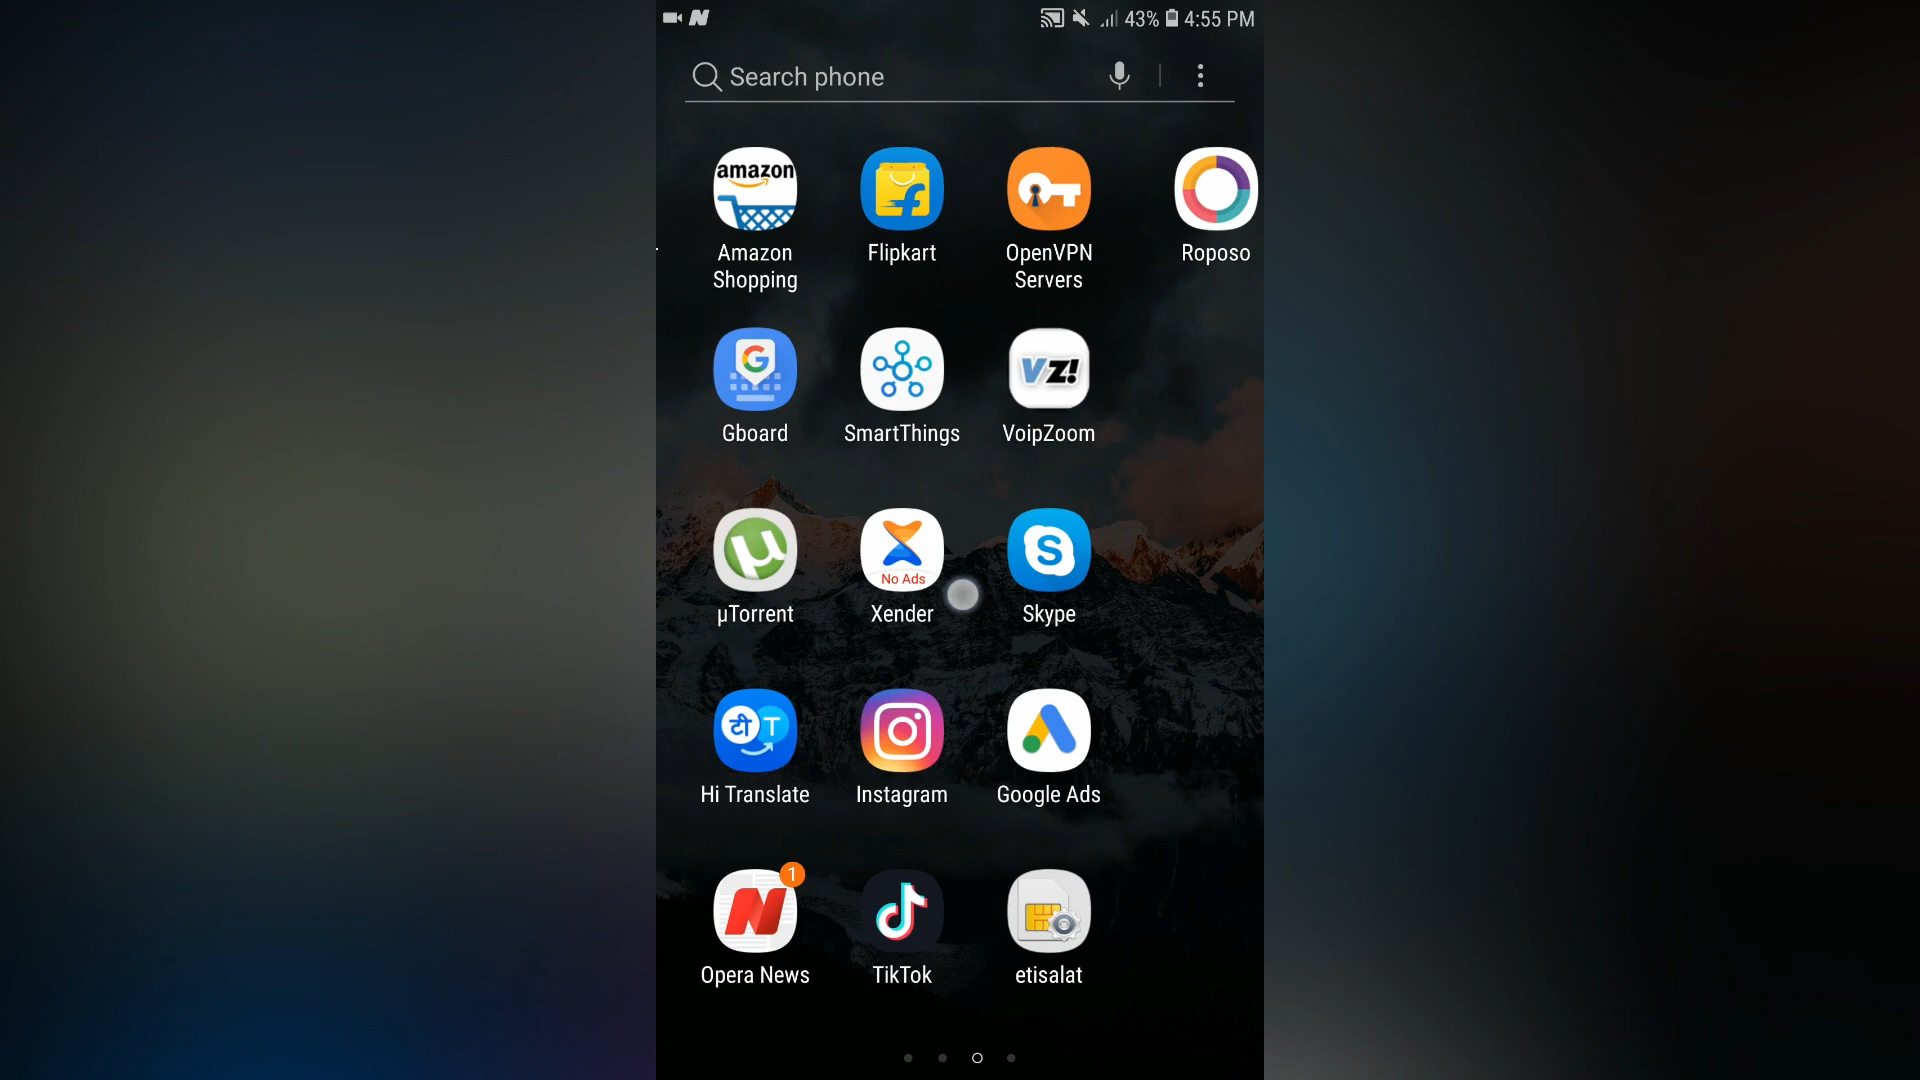 43% 4:55 PM
Search phone
amazon
Amazon
Shopping
Flipkart
OpenVPN
Servers
Roposo
G
Gboard
SmartThings
VZ!
VoipZoom
µ
µTorrent
No Ads
Xender
S
Skype
टी T
Hi Translate
Instagram
Google Ads
1
N
Opera News
TikTok
etisalat